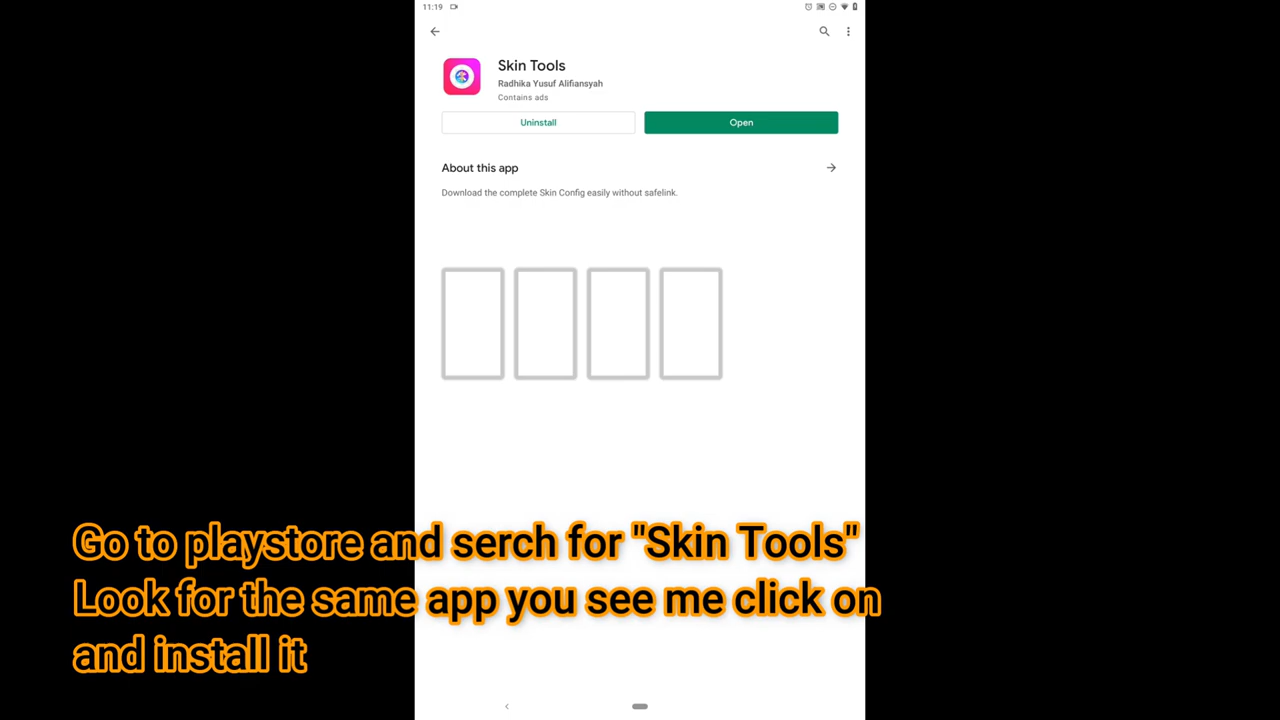 11:19
Skin Tools
Radhika Yusuf Alifiansyah
Contains ads
Uninstall
Open
About this app
Download the complete Skin Config easily without safelink.
Go to playstore and serch for "Skin Tools"
Look for the same app you see me click on
and install it